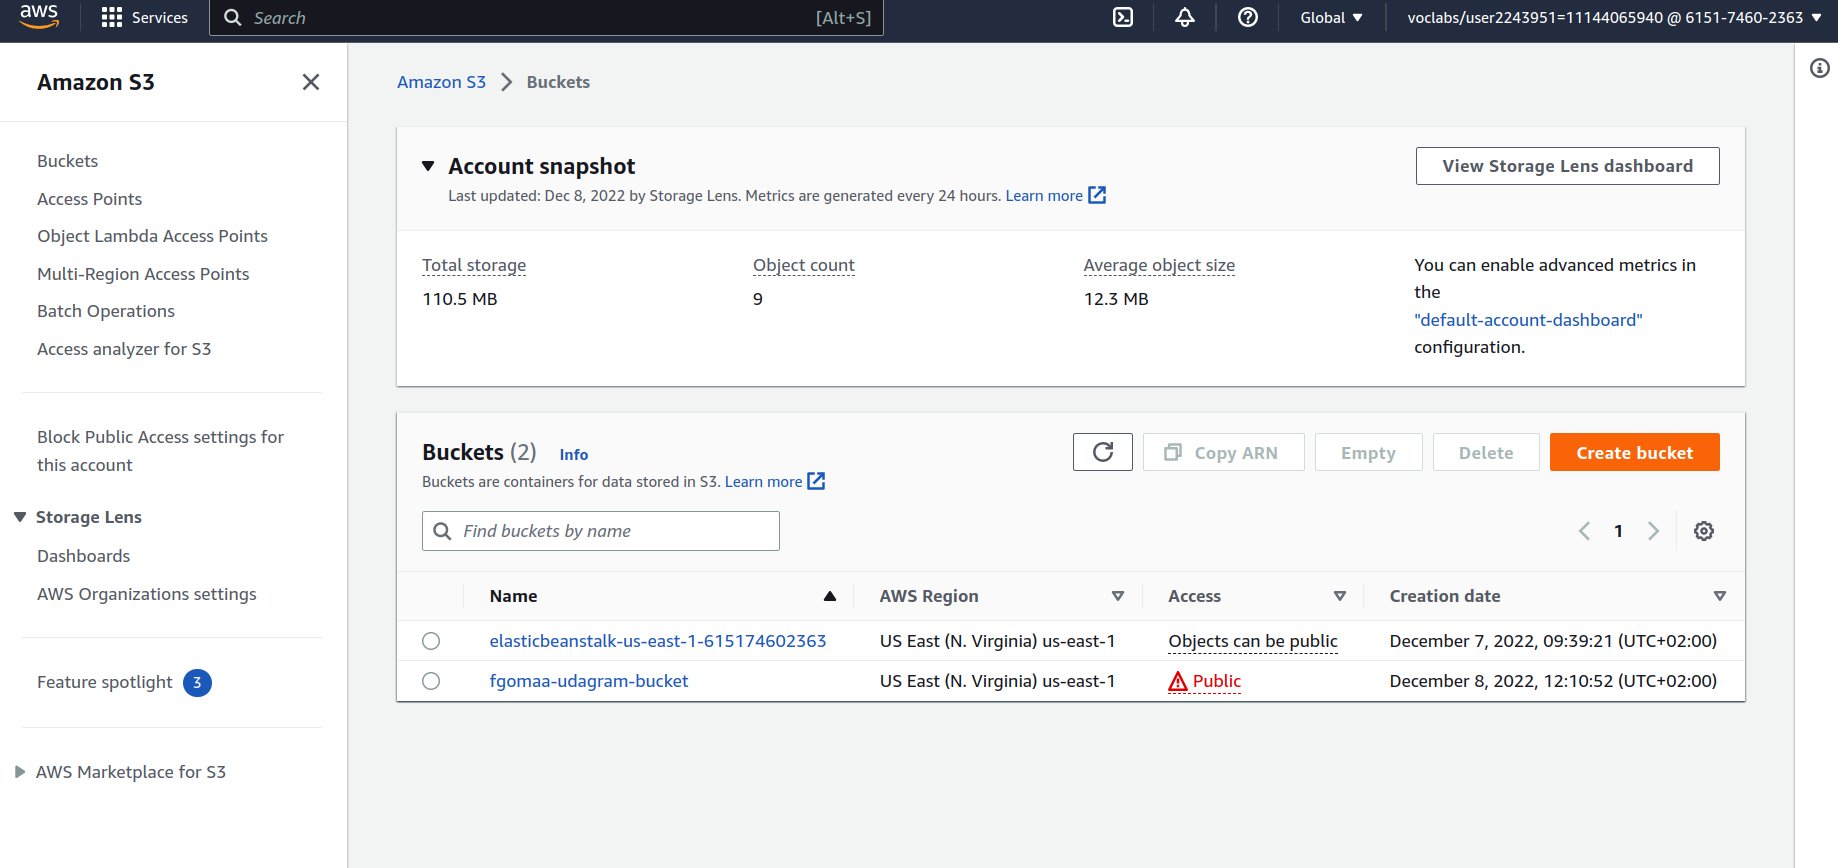 aws
Services
Search
[Alt+S]
Global
voclabs/user2243951=11144065940 @ 6151-7460-2363
Amazon S3
Buckets
Access Points
Object Lambda Access Points
Multi-Region Access Points
Batch Operations
Access analyzer for S3
Block Public Access settings for
this account
Storage Lens
Dashboards
AWS Organizations settings
Feature spotlight 3
AWS Marketplace for S3
Amazon S3 Buckets
Account snapshot
View Storage Lens dashboard
Last updated: Dec 8, 2022 by Storage Lens. Metrics are generated every 24 hours. Learn more
Total storage
110.5 MB
Object count
9
Average object size
12.3 MB
You can enable advanced metrics in
the
"default-account-dashboard"
configuration.
Buckets (2) Info
Buckets are containers for data stored in S3. Learn more
Copy ARN
Empty
Delete
Create bucket
Find buckets by name
1
Name AWS Region Access Creation date
elasticbeanstalk-us-east-1-615174602363 US East (N. Virginia) us-east-1 Objects can be public December 7, 2022, 09:39:21 (UTC+02:00)
fgomaa-udagram-bucket US East (N. Virginia) us-east-1 Public December 8, 2022, 12:10:52 (UTC+02:00)